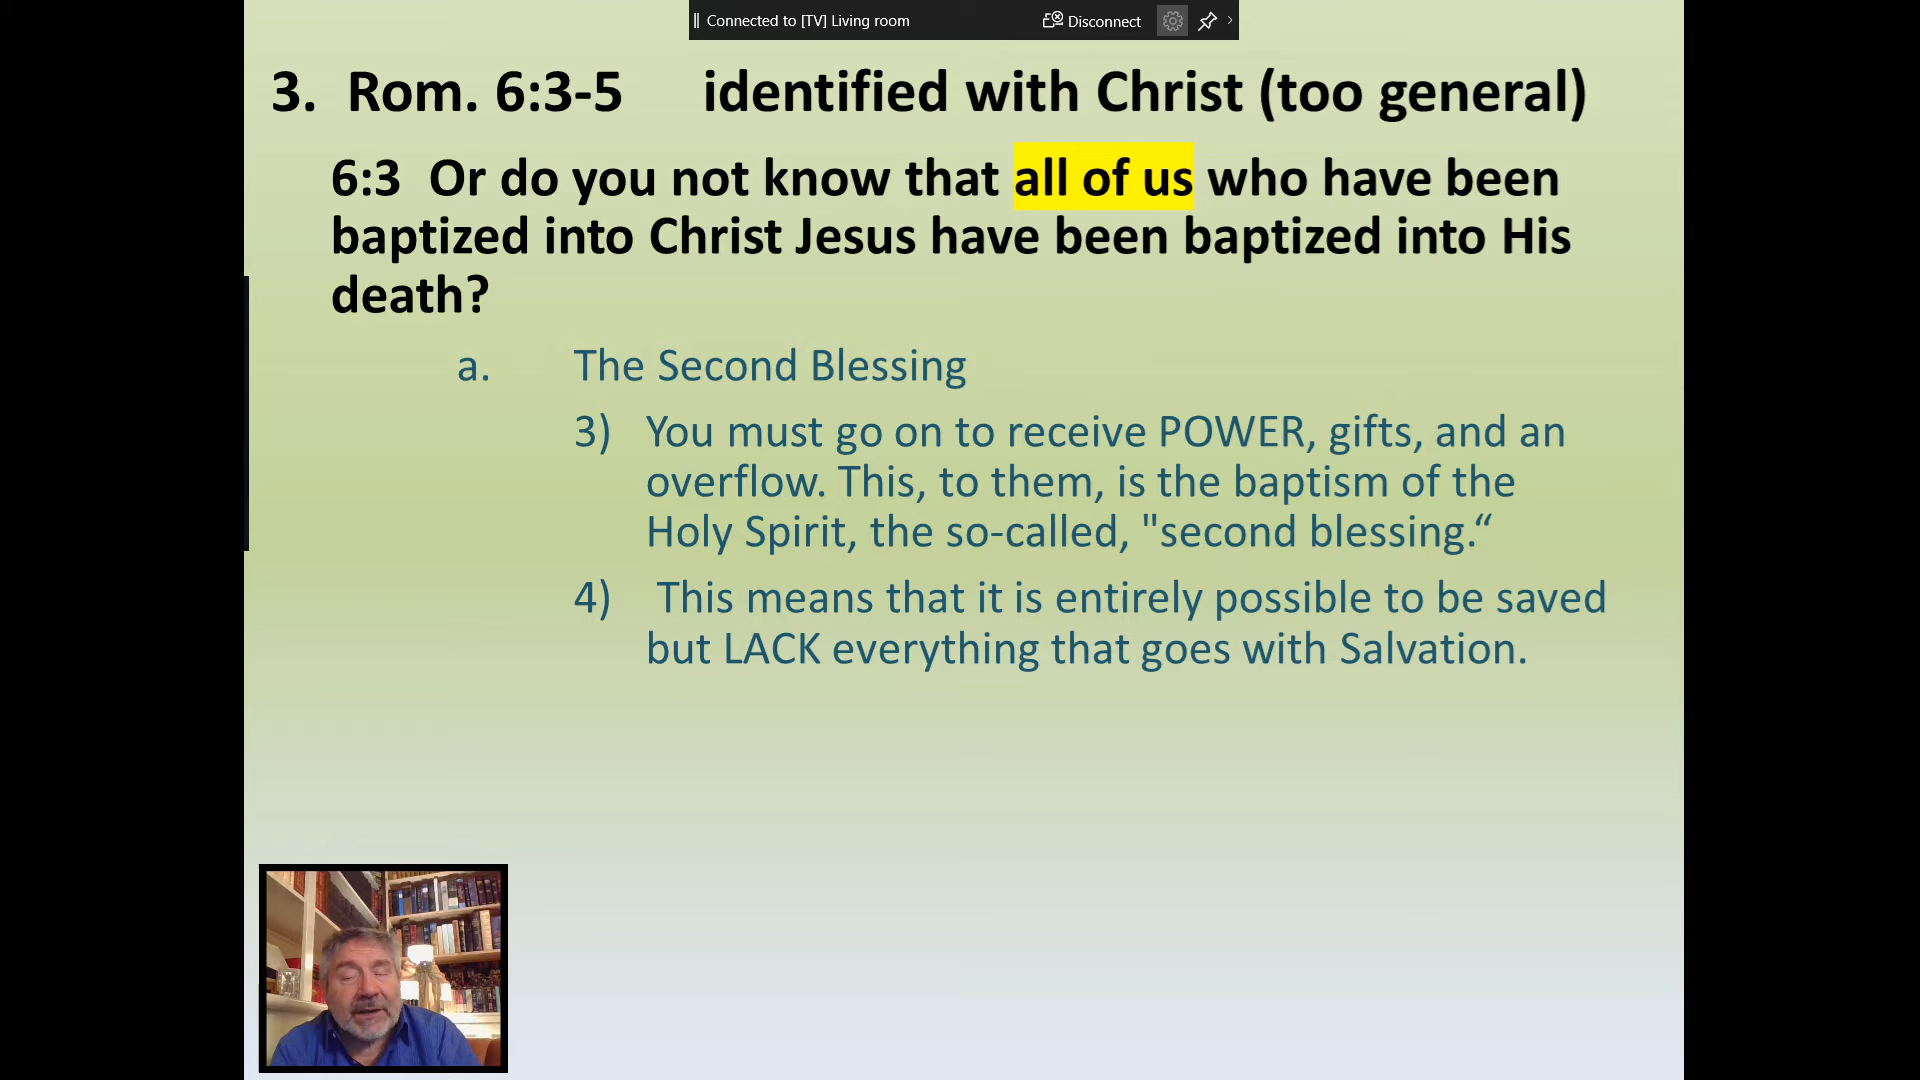 Connected to [TV] Living room Disconnect
3. Rom. 6:3-5 identified with Christ (too general)
6:3 Or do you not know that all of us who have been
baptized into Christ Jesus have been baptized into His
death?
a. The Second Blessing
3) You must go on to receive POWER, gifts, and an
overflow. This, to them, is the baptism of the
Holy Spirit, the so-called, "second blessing.“
4) This means that it is entirely possible to be saved
but LACK everything that goes with Salvation.